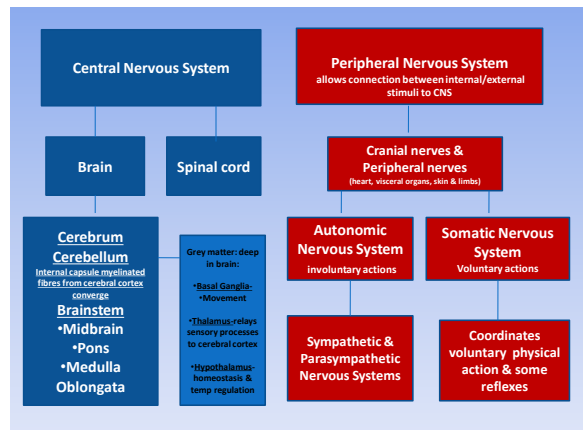 Central Nervous System
Peripheral Nervous System
allows connection between internal/external
stimuli to CNS
Brain
Spinal cord
Cranial nerves &
Peripheral nerves
(heart, visceral organs, skin & limbs)
Cerebrum
Cerebellum
Internal capsule myelinated
fibres from cerebral cortex
converge
Brainstem
•Midbrain
•Pons
•Medulla
Oblongata
Grey matter: deep
in brain:
•Basal Ganglia-
•Movement
•Thalamus-relays
sensory processes
to cerebral cortex
•Hypothalamus-
homeostasis &
temp regulation
Autonomic
Nervous System
involuntary actions
Somatic Nervous
System
Voluntary actions
Sympathetic &
Parasympathetic
Nervous Systems
Coordinates
voluntary physical
action & some
reflexes